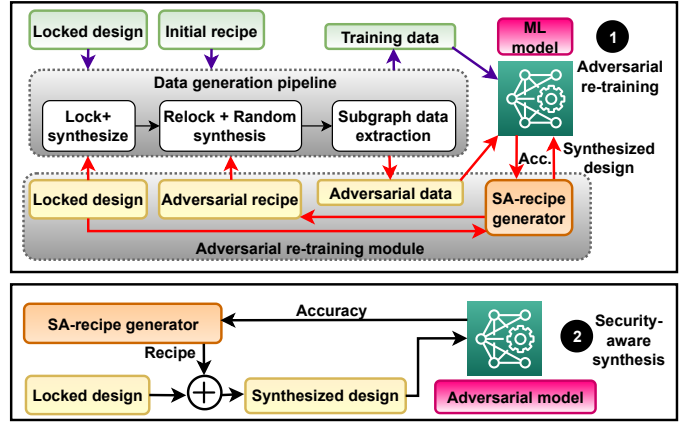 Locked design
Initial recipe
Training data
ML
model
1
Adversarial
re-training
Data generation pipeline
Lock+
synthesize
Relock + Random
synthesis
Subgraph data
extraction
Acc.
Synthesized
design
Locked design
Adversarial recipe
Adversarial data
SA-recipe
generator
Adversarial re-training module
SA-recipe generator
Accuracy
2
Security-
aware
synthesis
Recipe
Locked design
Synthesized design
Adversarial model